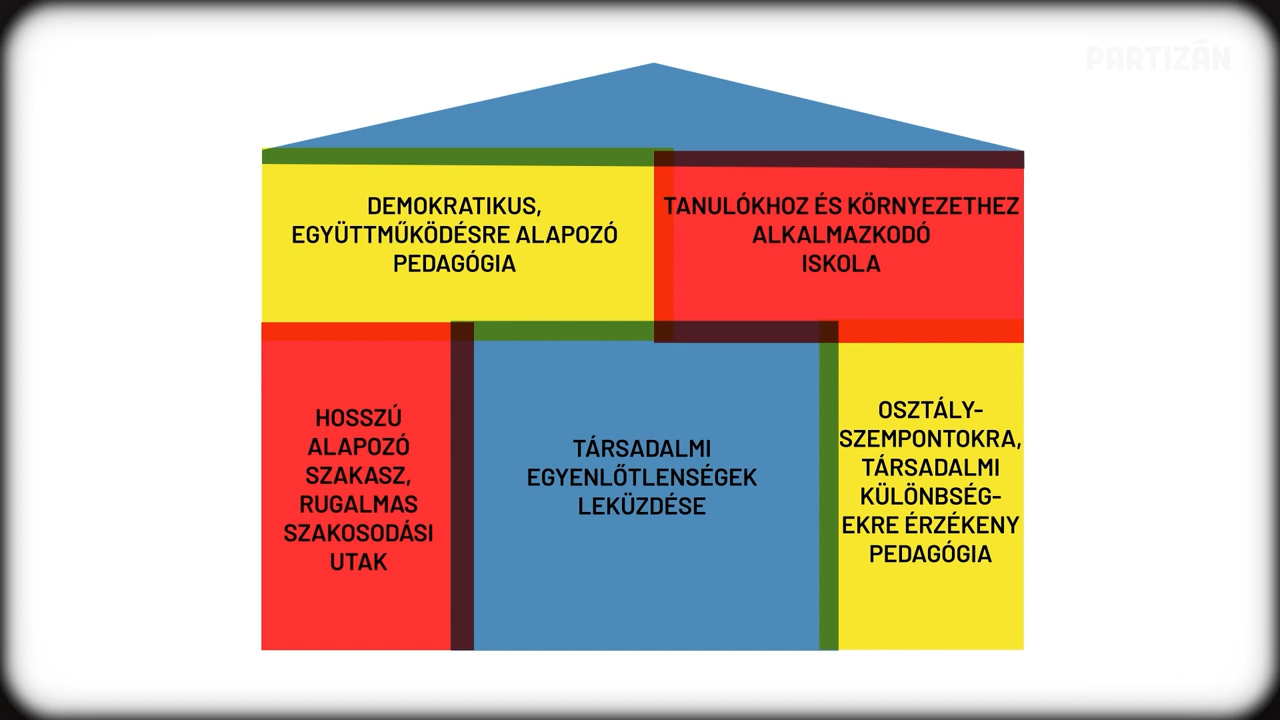 PARTIZÁN
DEMOKRATIKUS,
EGYÜTTMŰKÖDÉSRE ALAPOZÓ
PEDAGÓGIA
TANULÓKHOZ ÉS KÖRNYEZETHEZ
ALKALMAZKODÓ
ISKOLA
HOSSZÚ
ALAPOZÓ
SZAKASZ,
RUGALMAS
SZAKOSODÁSI
UTAK
TÁRSADALMI
EGYENLŐTLENSÉGEK
LEKÜZDÉSE
OSZTÁLY-
SZEMPONTOKRA,
TÁRSADALMI
KÜLÖNBSÉG-
EKRE ÉRZÉKENY
PEDAGÓGIA